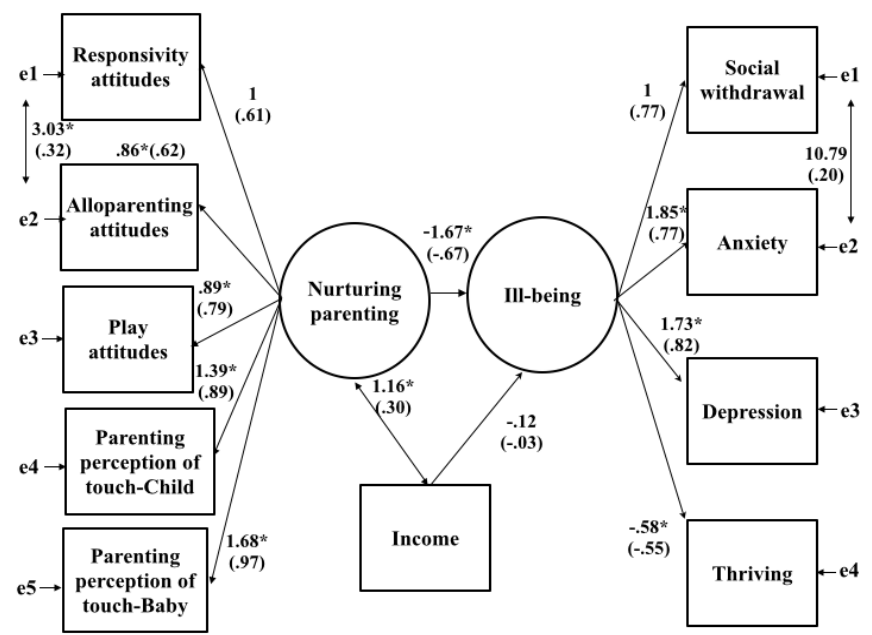 Responsivity
attitudes
e1
1
(.61)
3.03*
(.32)
.86*(.62)
Alloparenting
attitudes
e2
.89*
(.79)
Play
attitudes
e3
1.39*
(.89)
Parenting
perception of
touch-Child
e4
1.68*
(.97)
Parenting
perception of
touch-Baby
e5
Nurturing
parenting
-1.67*
(-.67)
Ill-being
1.16*
(.30)
-.12
(-.03)
Income
1
(.77)
Social
withdrawal
e1
10.79
(.20)
1.85*
(.77)
Anxiety
e2
1.73*
(.82)
Depression
e3
-.58*
(-.55)
Thriving
e4